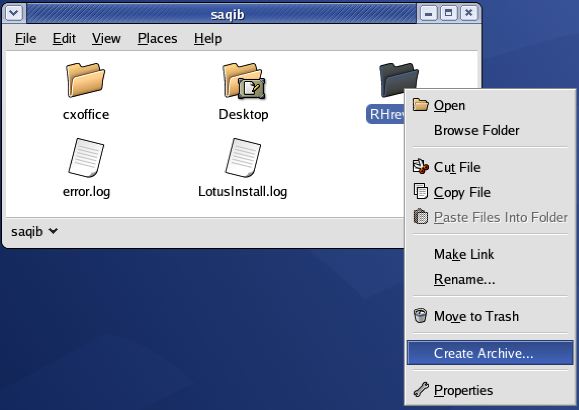 saqib
File Edit View Places Help
cxoffice
Desktop
error.log
LotusInstall.log
saqib
Open
Browse Folder
Cut File
Copy File
Paste Files Into Folder
Make Link
Rename...
Move to Trash
Create Archive...
Properties